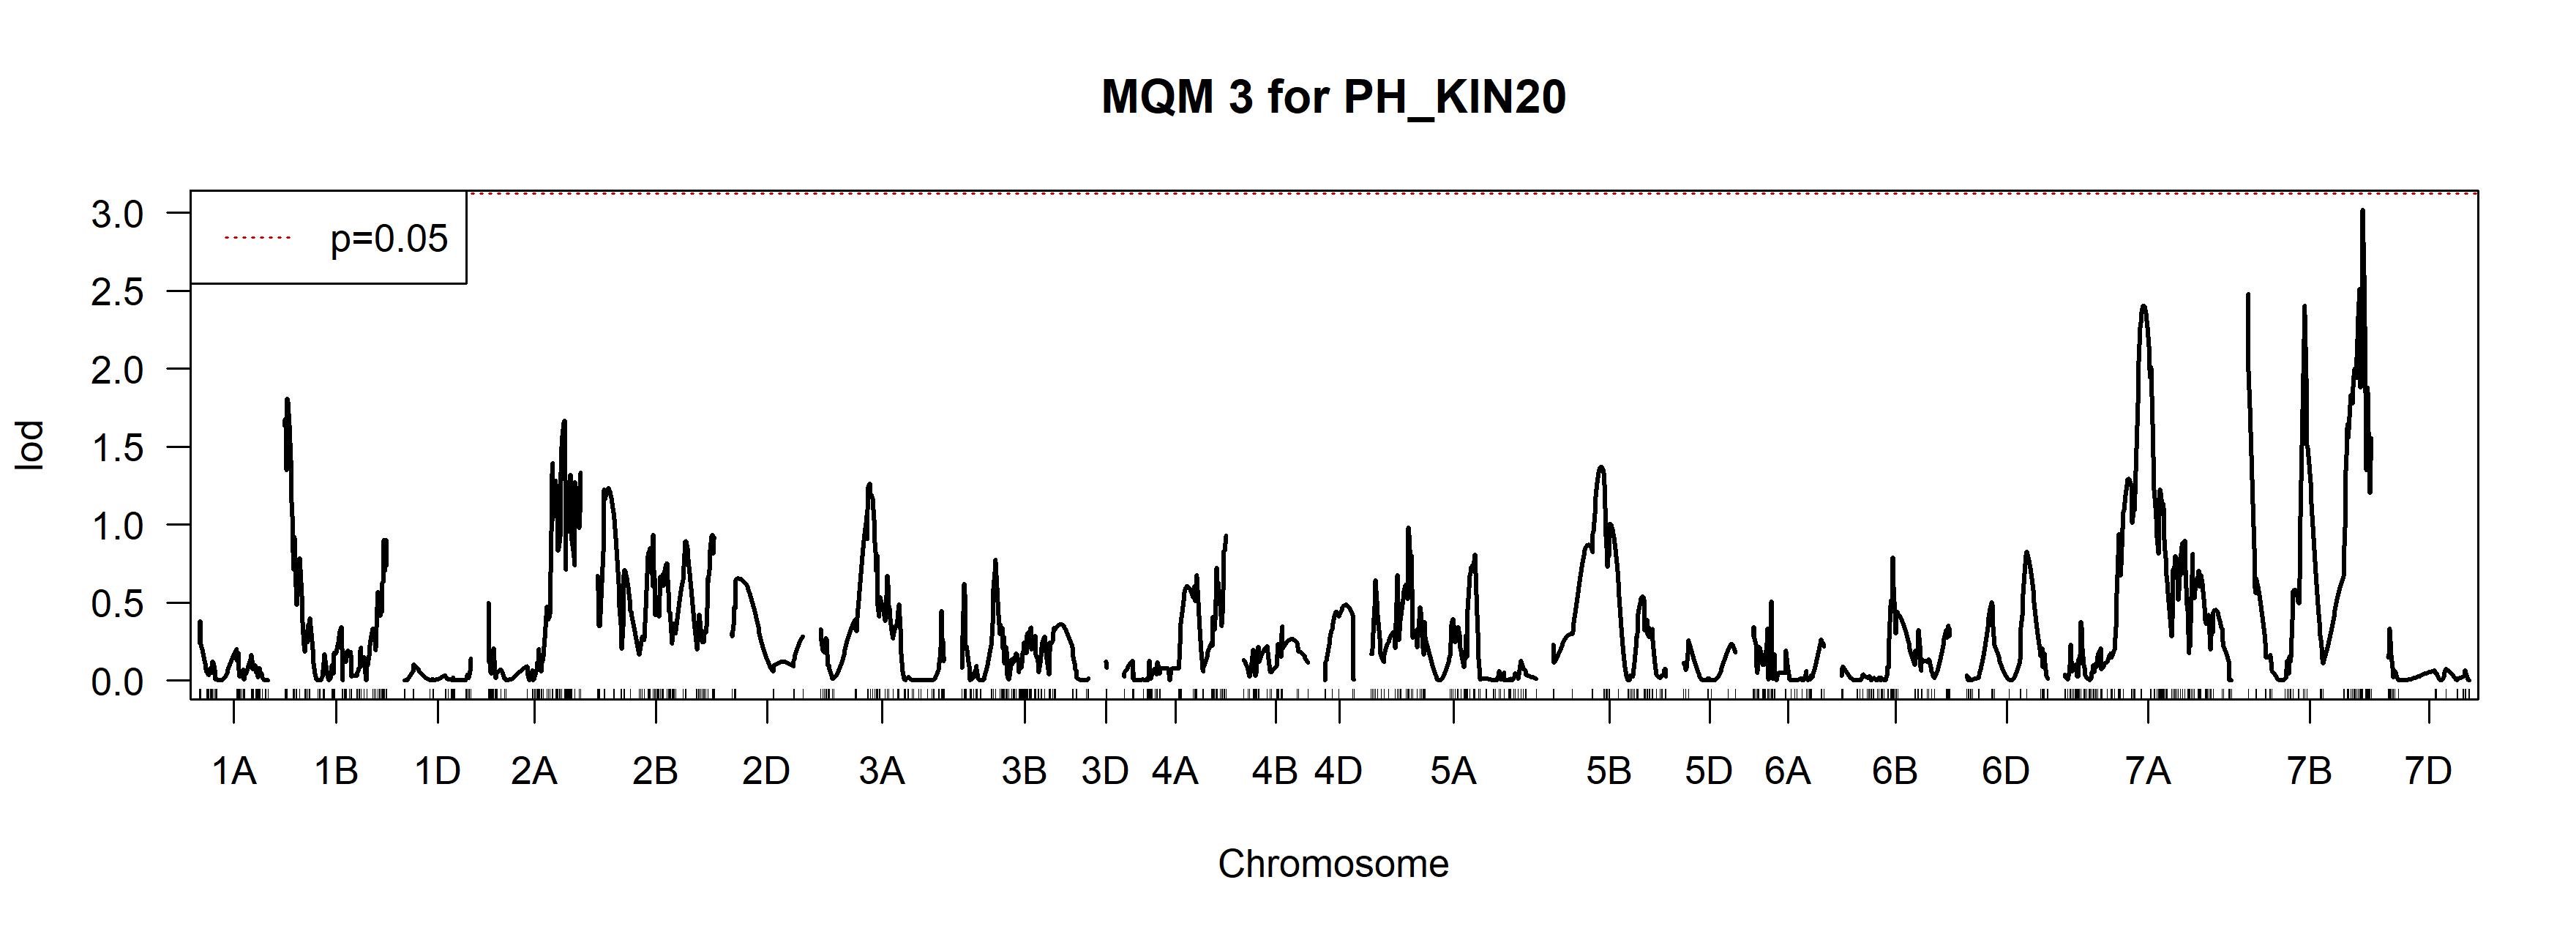 MQM 3 for PH_KIN20
p=0.05
3.0
2.5
2.0
1.5
1.0
0.5
0.0
lod
1A 1B 1D 2A 2B 2D 3A 3B 3D 4A 4B 4D 5A 5B 5D 6A 6B 6D 7A 7B 7D
Chromosome